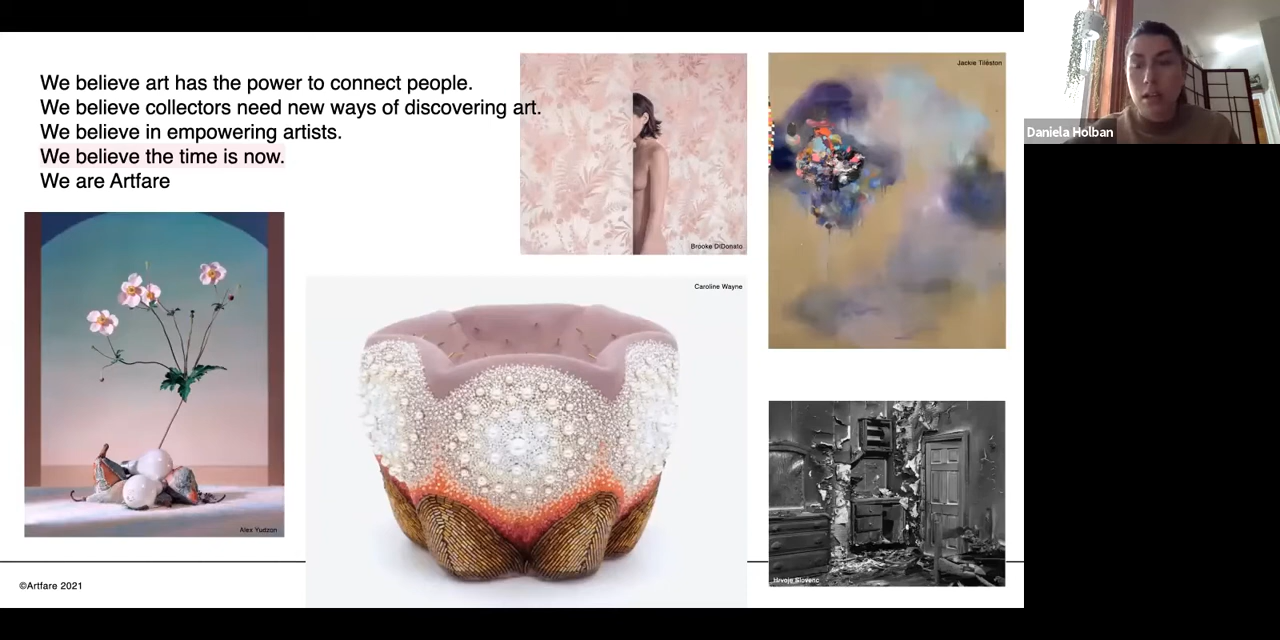 We believe art has the power to connect people.
We believe collectors need new ways of discovering art.
We believe in empowering artists.
We believe the time is now.
We are Artfare
Brooke DiDonato
Jackie Tileston
Daniela Holban
Caroline Wayne
Alex Yudzon
Hrvoje Slovenc
©Artfare 2021